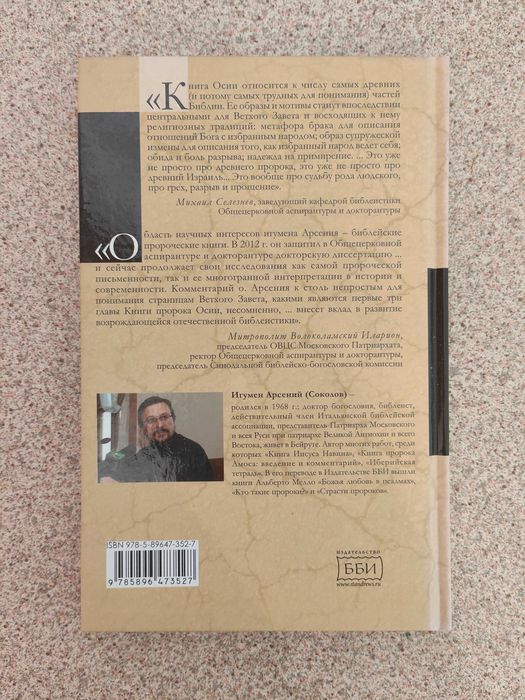 «Книга Осии относится к числу самых древних
(и потому самых трудных для понимания) частей
Библии. Ее образы и мотивы станут впоследствии
центральными для Ветхого Завета и восходящих к нему
религиозных традиций: метафора брака для описания
отношений Бога с избранным народом; образ супружеской
измены для описания того, как избранный народ ведет себя;
обида и боль разрыва; надежда на примирение. ... Это уже
не просто про древнего пророка, это уже не просто про
древний Израиль... Это вообще про судьбу рода людского,
про грех, разрыв и прощение».
Михаил Селезнев, заведующий кафедрой библеистики
Общецерковной аспирантуры и докторантуры
«Область научных интересов игумена Арсения – библейские
пророческие книги. В 2012 г. он защитил в Общецерковной
аспирантуре и докторантуре докторскую диссертацию ...
и сейчас продолжает свои исследования как самой пророческой
письменности, так и ее многогранной интерпретации в истории и
современности. Комментарий о. Арсения к столь непростым для
понимания страницам Ветхого Завета, какими являются первые три
главы Книги пророка Осии, несомненно, ... внесет вклад в развитие
возрождающейся отечественной библеистики».
Митрополит Волоколамский Иларион,
председатель ОВЦС Московского Патриархата,
ректор Общецерковной аспирантуры и докторантуры,
председатель Синодальной библейско-богословской комиссии
Игумен Арсений (Соколов) –
родился в 1968 г.; доктор богословия, библеист,
действительный член Итальянской библейской
ассоциации, представитель Патриарха Московского
и всея Руси при патриархе Великой Антиохии и всего
Востока, живет в Бейруте. Автор многих работ, среди
которых «Книга Иисуса Навина», «Книга пророка
Амоса: введение и комментарий», «Иберийская
тетрадь». В его переводе в Издательстве ББИ вышли
книги Альберто Мелло «Божья любовь в псалмах»,
«Кто такие пророки?» и «Страсти пророков».
ISBN 978-5-89647-352-7
9 785896 473527
ИЗДАТЕЛЬСТВО
ББИ
www.standrews.ru